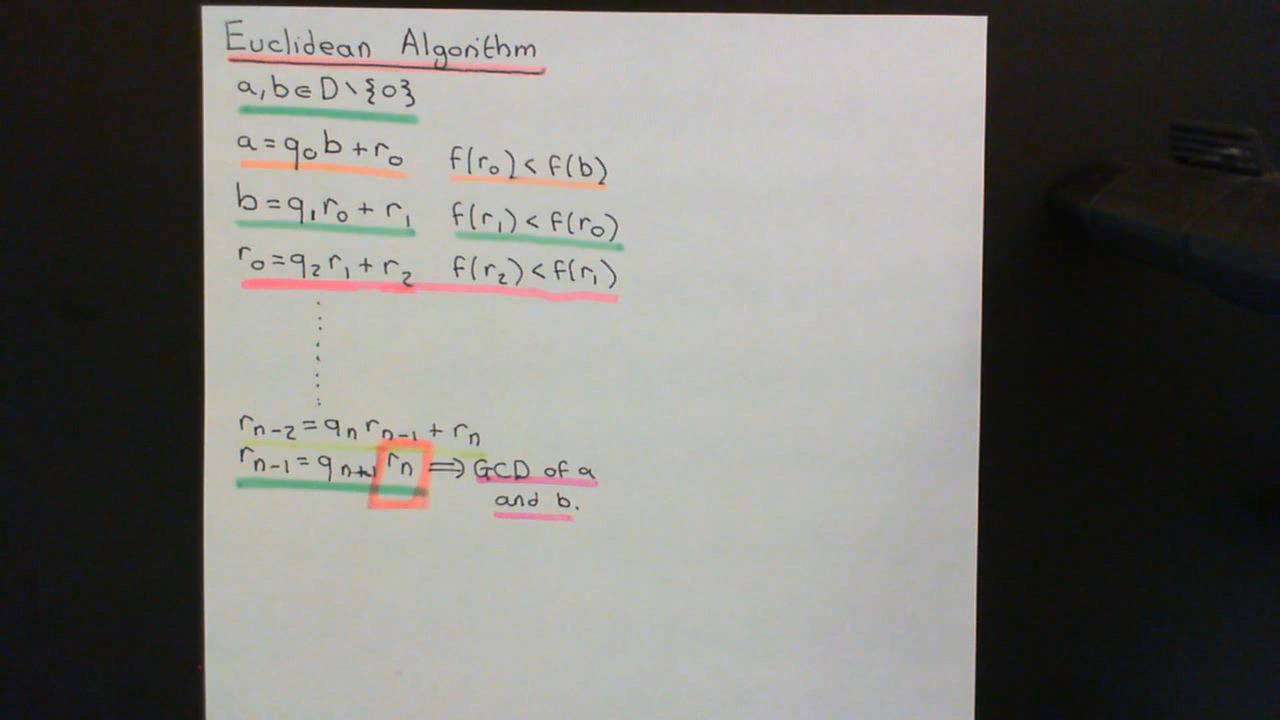 Euclidean Algorithm
a, b ∈ D \ {0}
a = q₀b + r₀ f(r₀) < f(b)
b = q₁r₀ + r₁ f(r₁) < f(r₀)
r₀ = q₂r₁ + r₂ f(r₂) < f(r₁)
rₙ₋₂ = qₙrₙ₋₁ + rₙ
rₙ₋₁ = qₙ₊₁rₙ ⟹ GCD of a
and b.